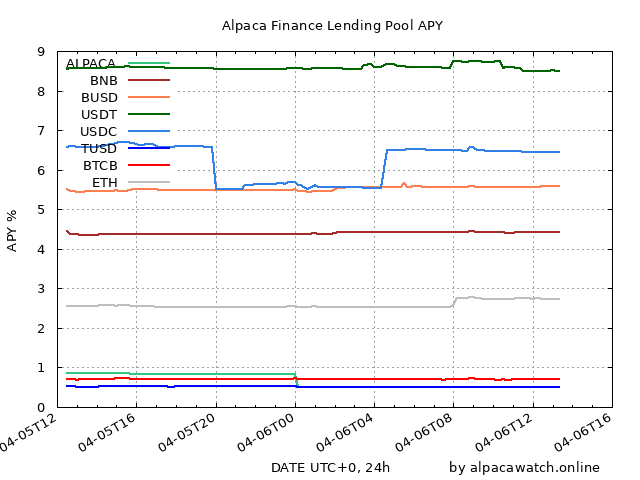 Alpaca Finance Lending Pool APY
9
8
7
6
5
4
3
2
1
0
APY %
ALPACA
BNB
BUSD
USDT
USDC
TUSD
BTCB
ETH
04-05T12
04-05T16
04-05T20
04-06T00
04-06T04
04-06T08
04-06T12
04-06T16
DATE UTC+0, 24h
by alpacawatch.online